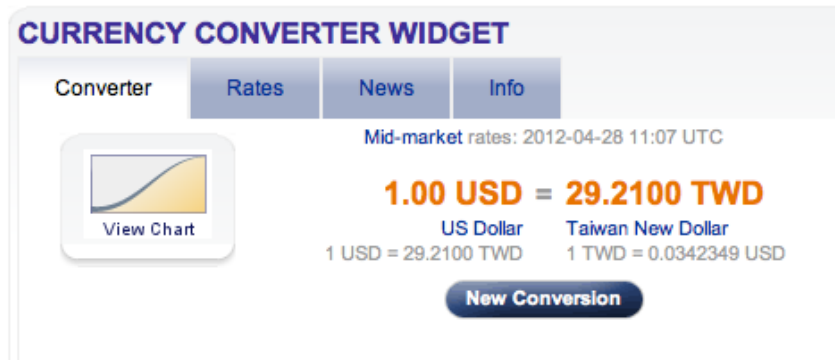 CURRENCY CONVERTER WIDGET
Converter Rates News Info
Mid-market rates: 2012-04-28 11:07 UTC
View Chart
1.00 USD = 29.2100 TWD
US Dollar Taiwan New Dollar
1 USD = 29.2100 TWD 1 TWD = 0.0342349 USD
New Conversion